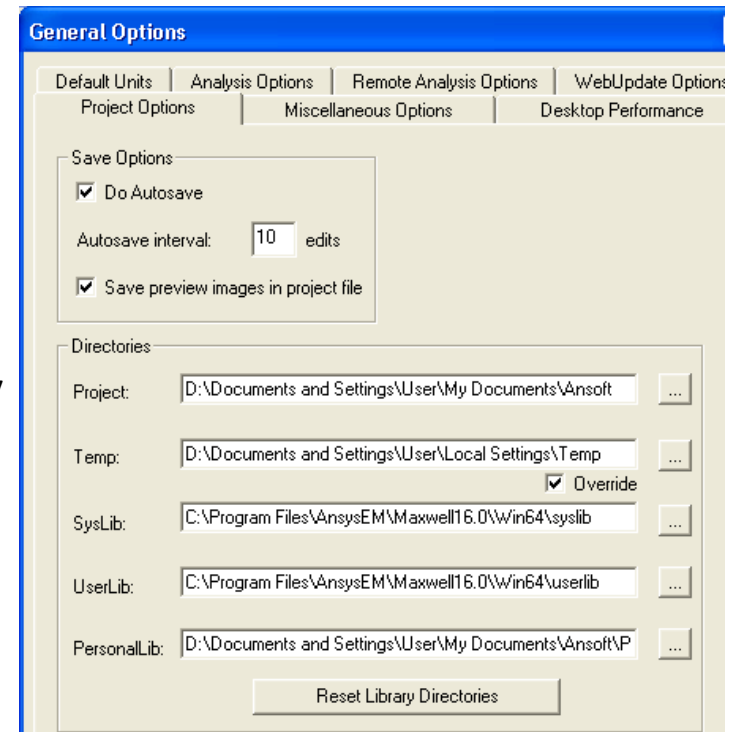 General Options
Default Units Analysis Options Remote Analysis Options WebUpdate Options
Project Options Miscellaneous Options Desktop Performance
Save Options
Do Autosave
Autosave interval: 10 edits
Save preview images in project file
Directories
Project: D:\Documents and Settings\User\My Documents\Ansoft ...
Temp: D:\Documents and Settings\User\Local Settings\Temp ...
Override
SysLib: C:\Program Files\AnsysEM\Maxwell16.0\Win64\syslib ...
UserLib: C:\Program Files\AnsysEM\Maxwell16.0\Win64\userlib ...
PersonalLib: D:\Documents and Settings\User\My Documents\Ansoft\P ...
Reset Library Directories